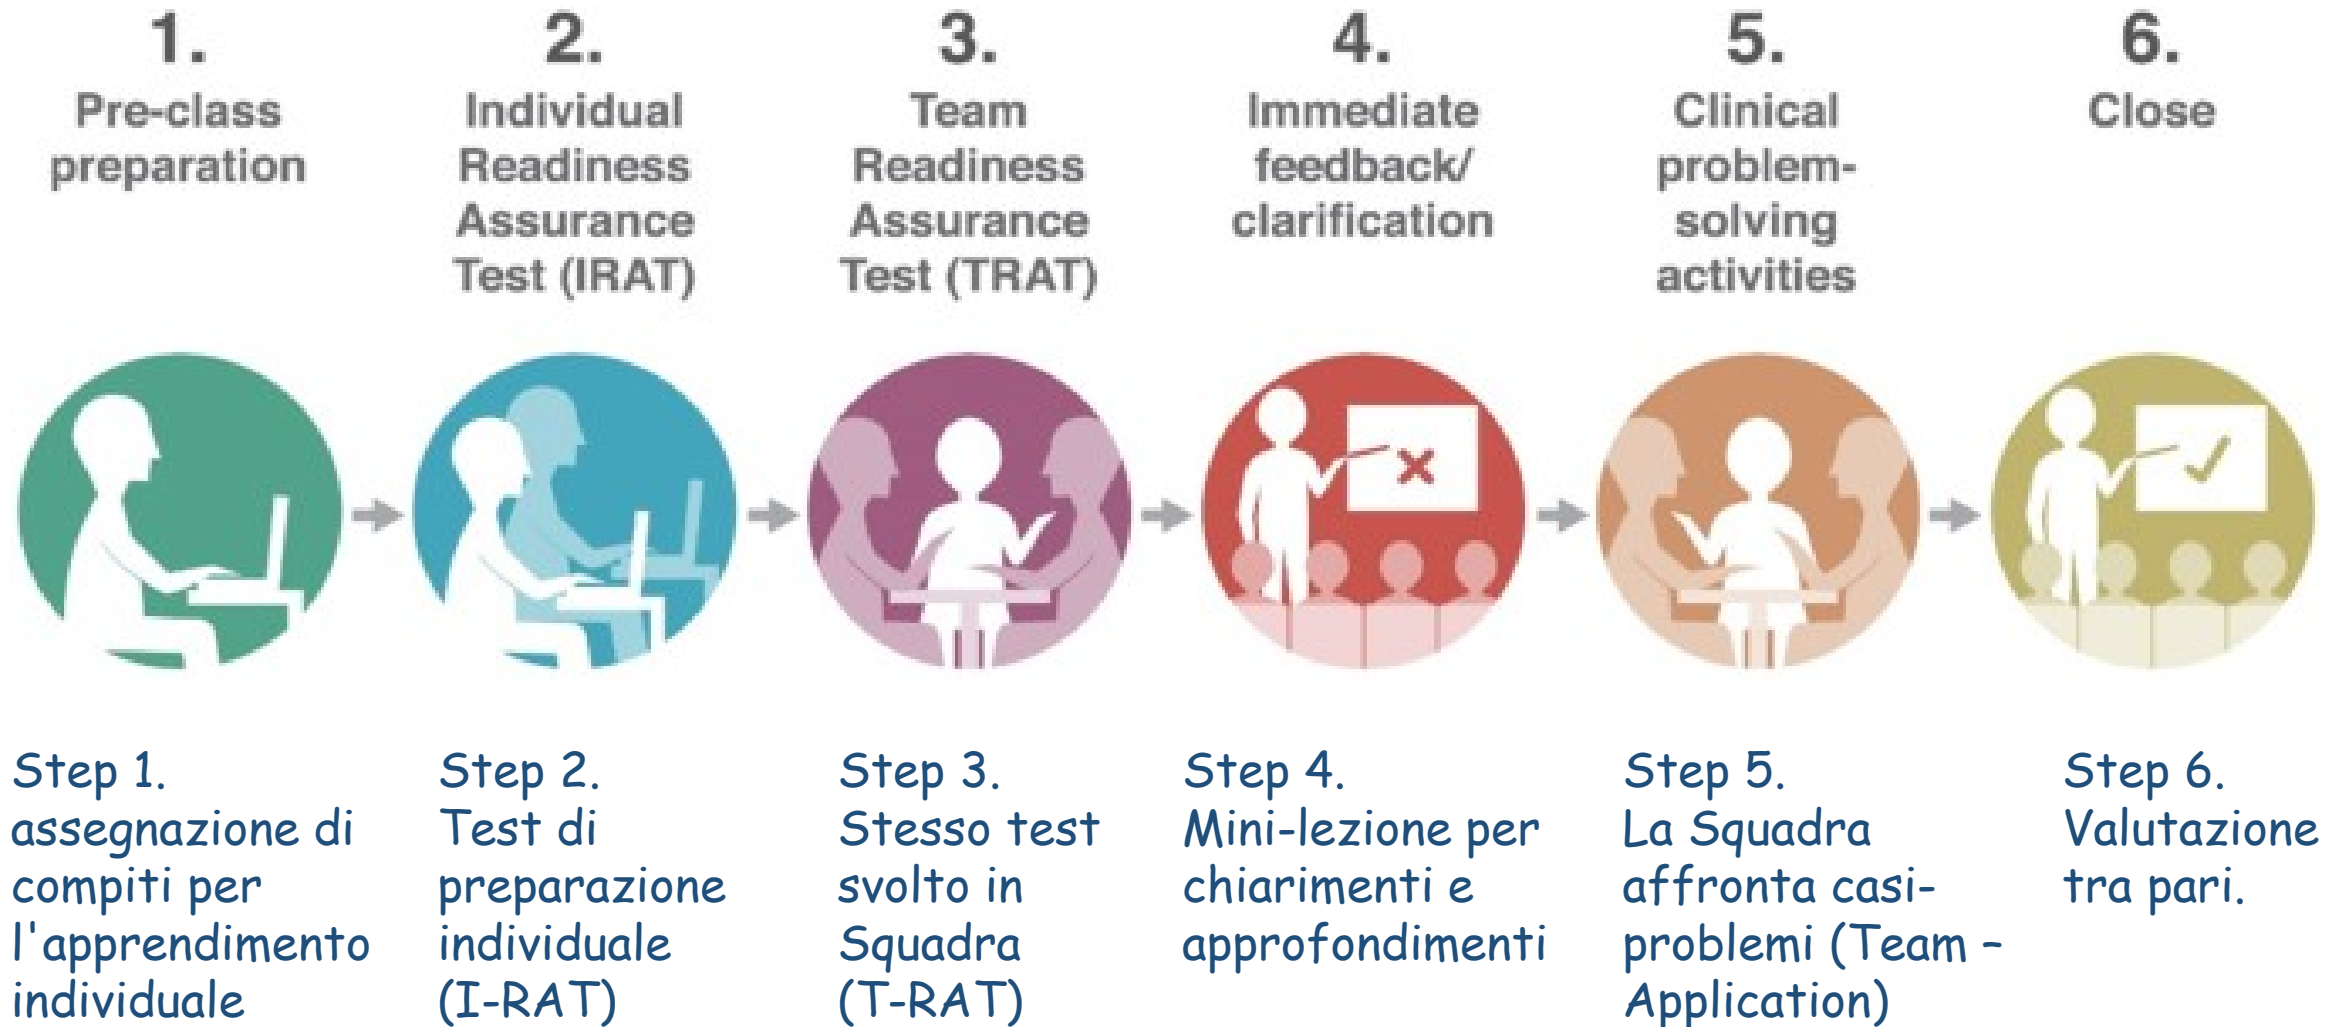 1.
Pre-class
preparation
2.
Individual
Readiness
Assurance
Test (IRAT)
3.
Team
Readiness
Assurance
Test (TRAT)
4.
Immediate
feedback/
clarification
5.
Clinical
problem-
solving
activities
6.
Close
Step 1.
assegnazione di
compiti per
l'apprendimento
individuale
Step 2.
Test di
preparazione
individuale
(I-RAT)
Step 3.
Stesso test
svolto in
Squadra
(T-RAT)
Step 4.
Mini-lezione per
chiarimenti e
approfondimenti
Step 5.
La Squadra
affronta casi-
problemi (Team –
Application)
Step 6.
Valutazione
tra pari.